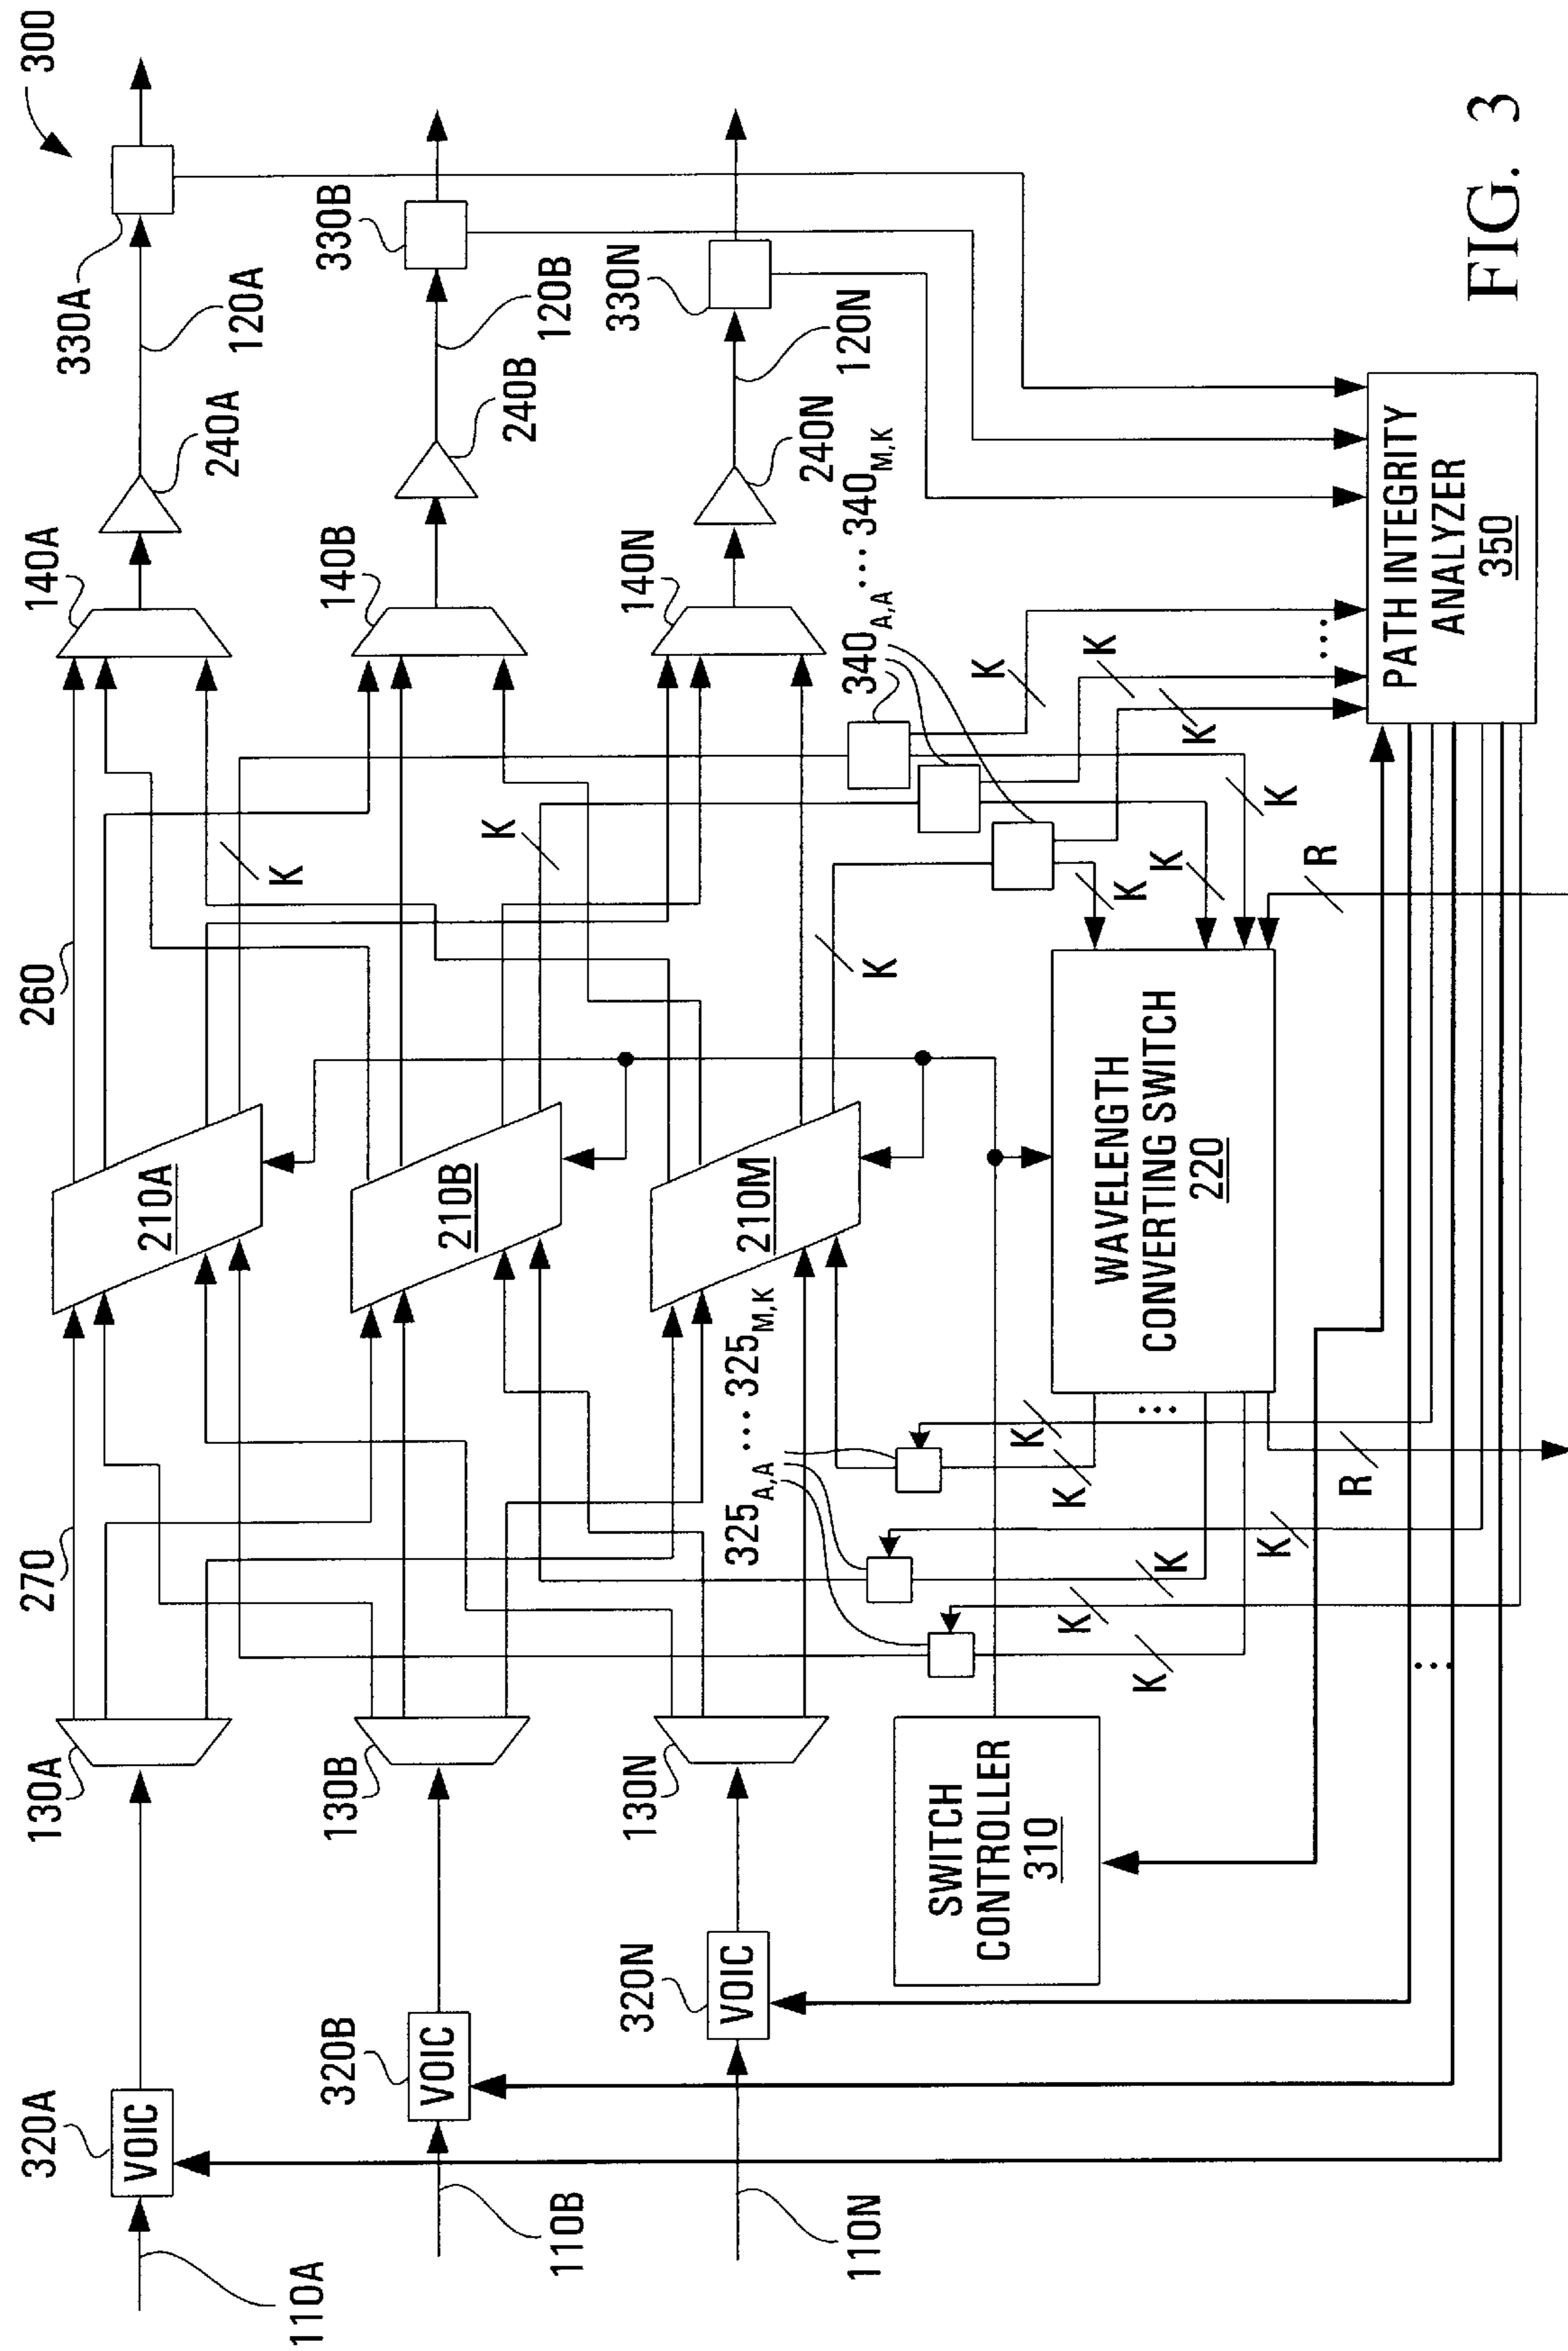 300
330A
120A
240A
140A
260
210A
270
130A
320A
VOIC
110A
330B
120B
240B
140B
K
K
210B
130B
320B
VOIC
110B
330N
120N
240N
140N
K
210M
130N
320N
VOIC
110N
340A,A .... 340M,K
K
K
K
K
K
K
R
325A,A ... 325M,K
K
K
K
K
K
K
R
...
WAVELENGTH
CONVERTING SWITCH
220
SWITCH
CONTROLLER
310
....
...
PATH INTEGRITY
ANALYZER
350
FIG. 3